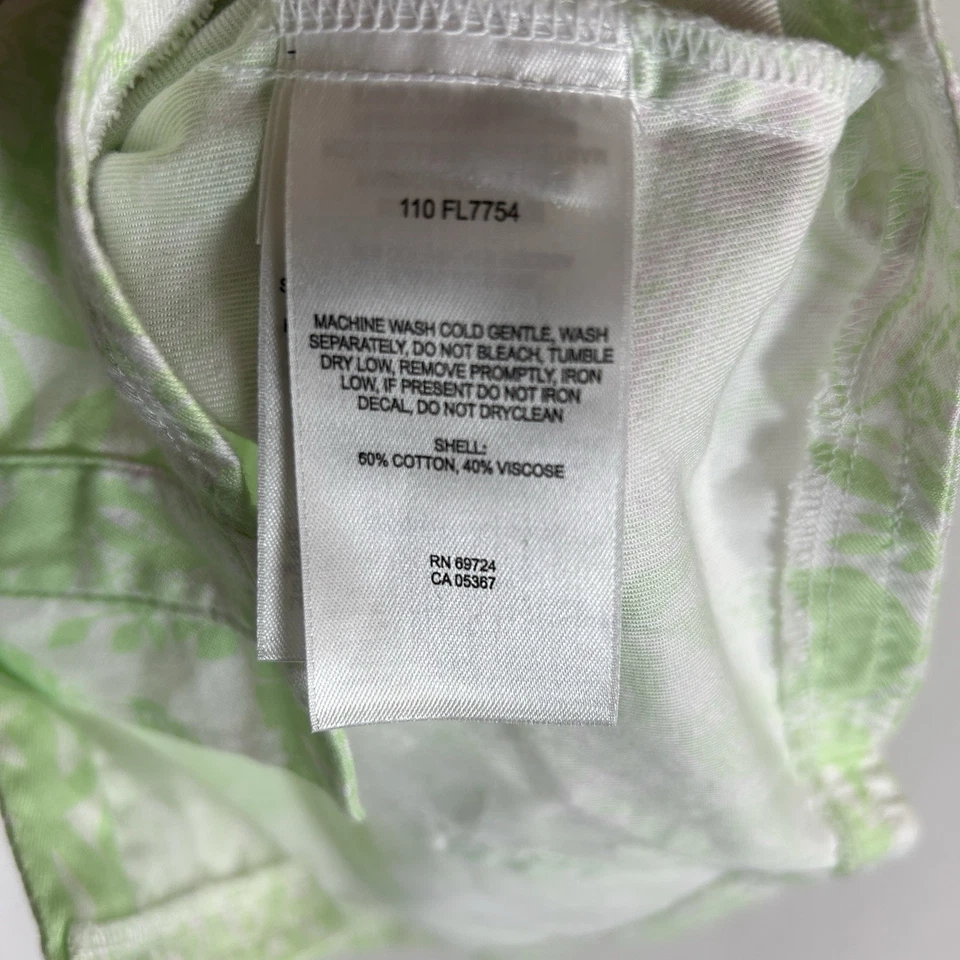 110 FL7754
MACHINE WASH COLD GENTLE, WASH
SEPARATELY, DO NOT BLEACH, TUMBLE
DRY LOW, REMOVE PROMPTLY, IRON
LOW, IF PRESENT DO NOT IRON
DECAL, DO NOT DRYCLEAN
SHELL:
60% COTTON, 40% VISCOSE
RN 69724
CA 05367